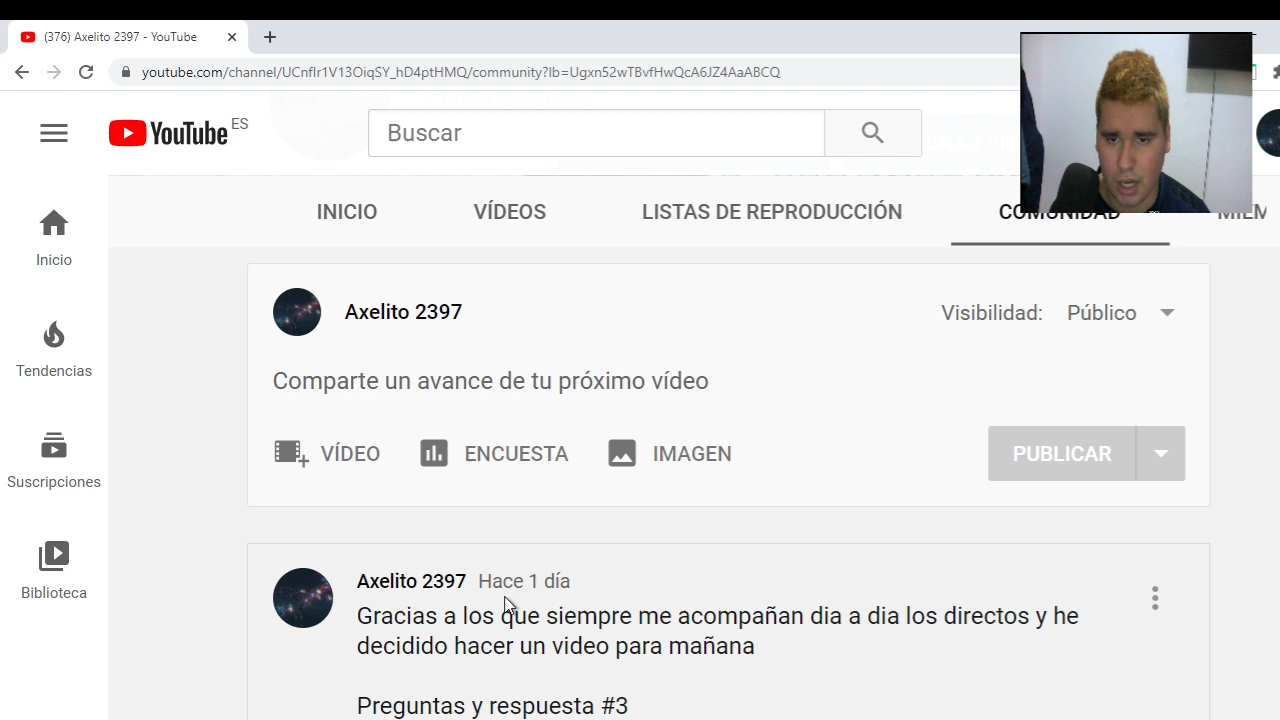 (376) Axelito 2397 - YouTube
youtube.com/channel/UCnfIr1V13OiqSY_hD4ptHMQ/community?lb=Ugxn52wTBvfHwQcA6JZ4AaABCQ
YouTube ES
Buscar
INICIO
VÍDEOS
LISTAS DE REPRODUCCIÓN
COMUNIDAD
Inicio
Tendencias
Suscripciones
Biblioteca
Axelito 2397
Visibilidad: Público
Comparte un avance de tu próximo vídeo
VÍDEO
ENCUESTA
IMAGEN
PUBLICAR
Axelito 2397 Hace 1 día
Gracias a los que siempre me acompañan dia a dia los directos y he
decidido hacer un video para mañana
Preguntas y respuesta #3